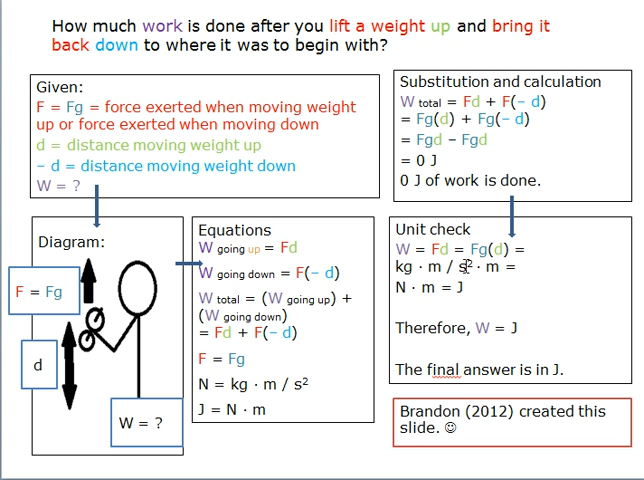 How much work is done after you lift a weight up and bring it
back down to where it was to begin with?
Given:
F = Fg = force exerted when moving weight
up or force exerted when moving down
d = distance moving weight up
– d = distance moving weight down
W = ?
Substitution and calculation
W total = Fd + F(– d)
= Fg(d) + Fg(– d)
= Fgd – Fgd
= 0 J
0 J of work is done.
Diagram:
F = Fg
d
W = ?
Equations
W going up = Fd
W going down = F(– d)
W total = (W going up) +
(W going down)
= Fd + F(– d)
F = Fg
N = kg · m / s²
J = N · m
Unit check
W = Fd = Fg(d) =
kg · m / s² · m =
N · m = J
Therefore, W = J
The final answer is in J.
Brandon (2012) created this
slide. ☺